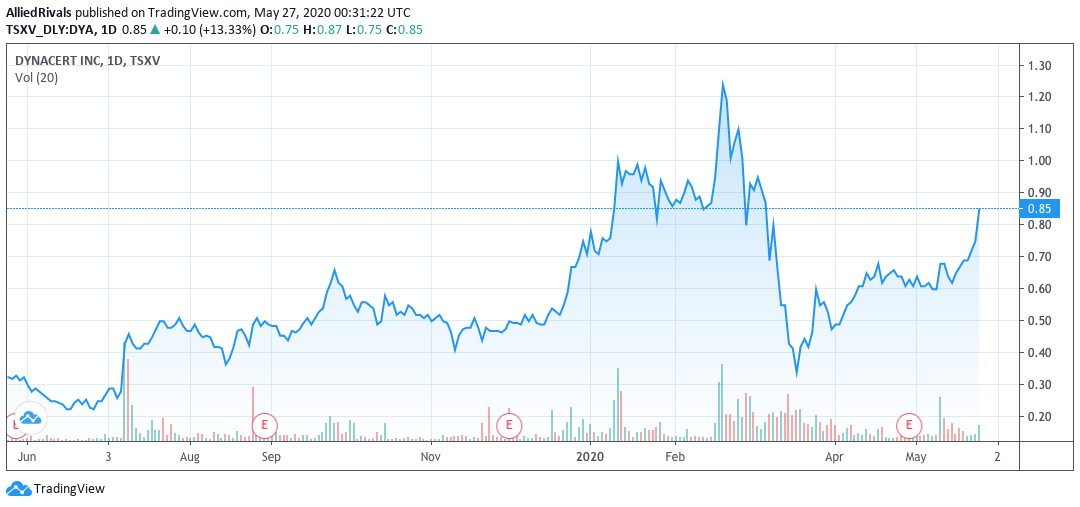 AlliedRivals published on TradingView.com, May 27, 2020 00:31:22 UTC
TSXV_DLY:DYA, 1D 0.85 ▲ +0.10 (+13.33%) O:0.75 H:0.87 L:0.75 C:0.85
DYNACERT INC, 1D, TSXV
Vol (20)
1.30
1.20
1.10
1.00
0.90
0.85
0.80
0.70
0.60
0.50
0.40
0.30
0.20
E E E E
Jun 3 Aug Sep Nov 2020 Feb Apr May 2
TradingView